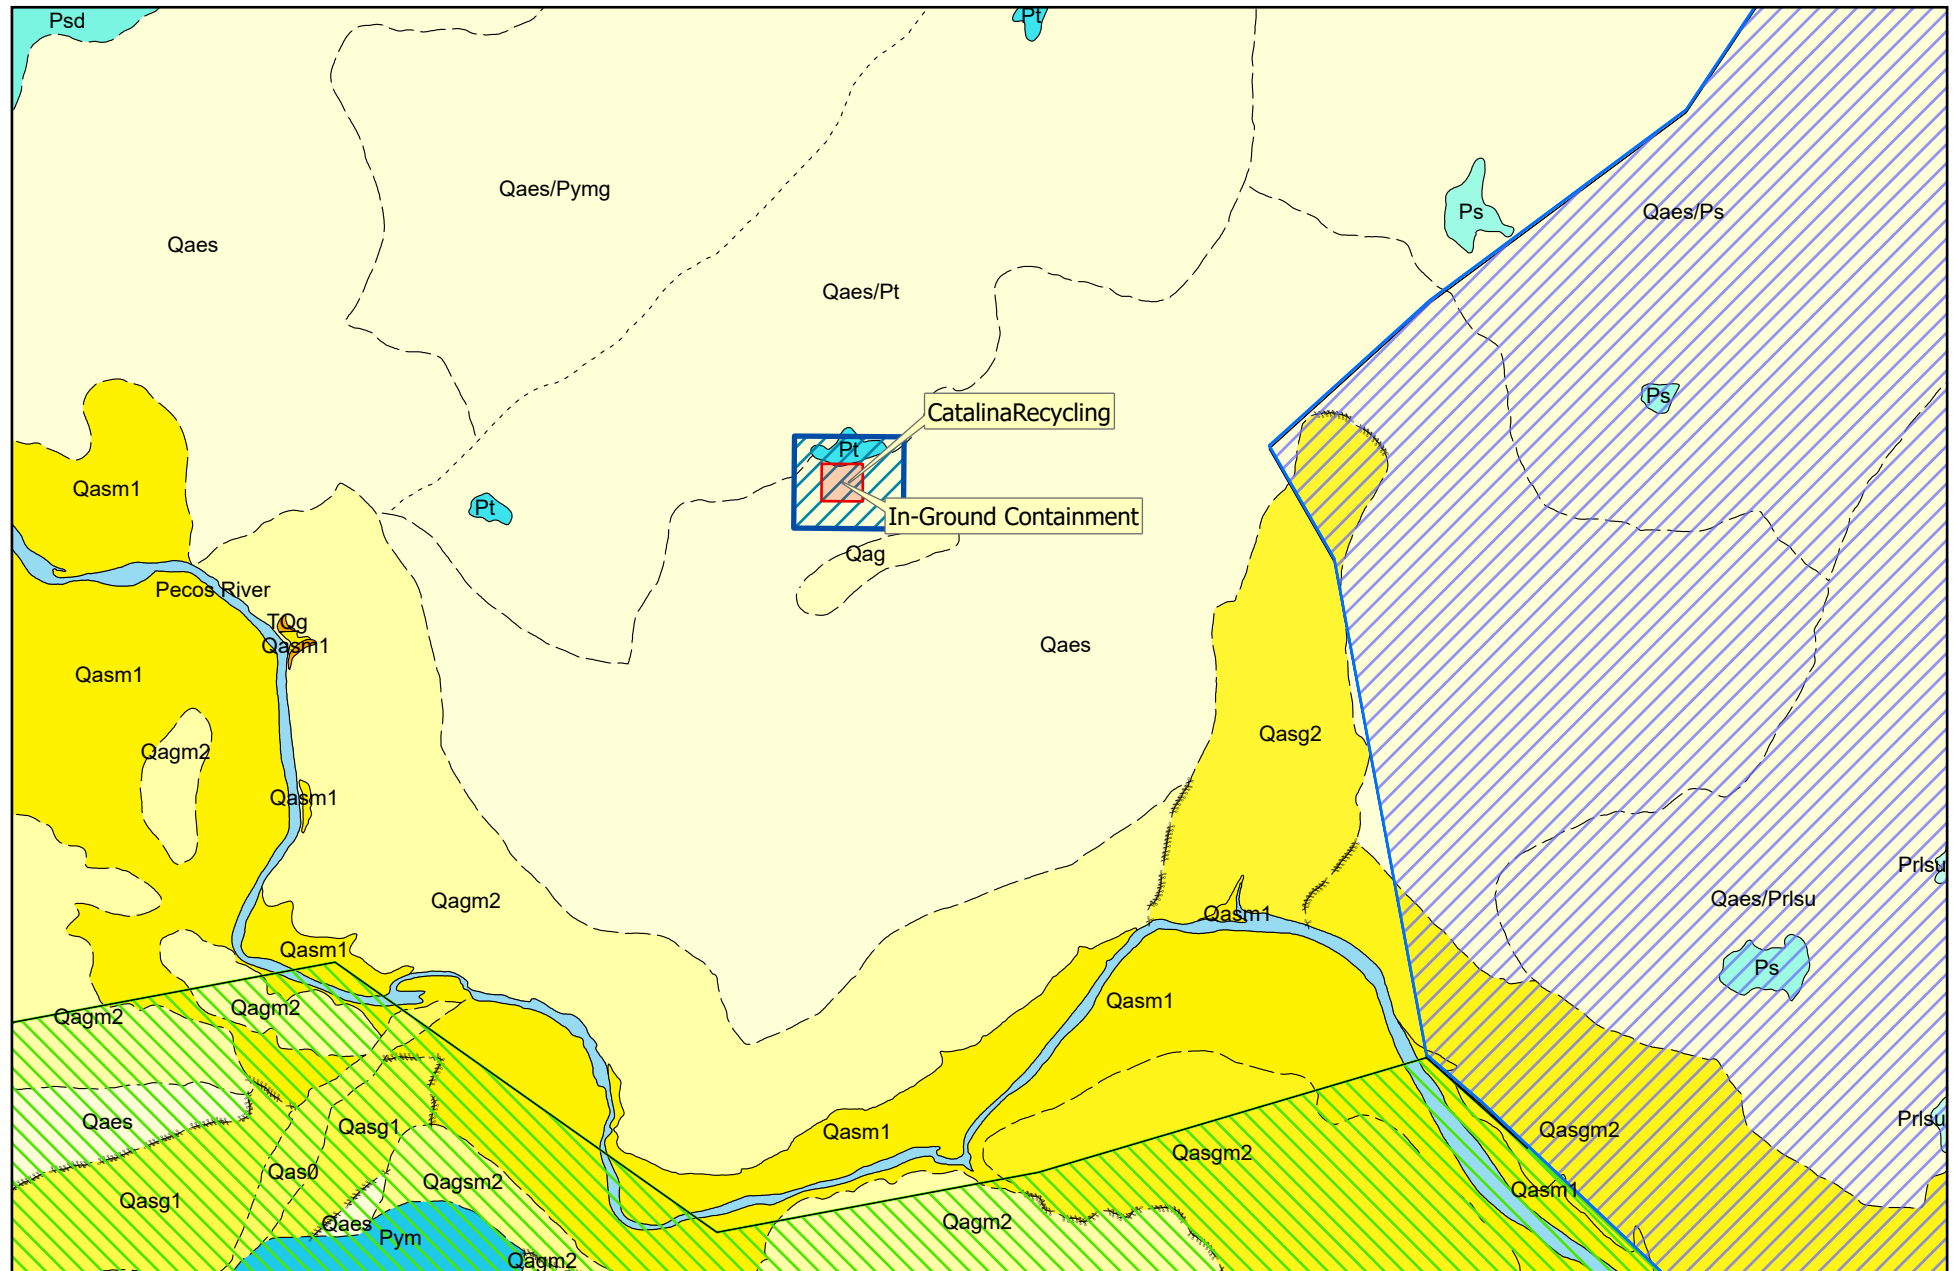 Psd
Pt
Qaes/Pymg
Ps
Qaes/Ps
Qaes
Qaes/Pt
Ps
CatalinaRecycling
Pt
Qasm1
Pt
In-Ground Containment
Qag
Pecos River
TQg
Qasm1
Qaes
Qasm1
Qasg2
Qagm2
Qasm1
Prlsu
Qagm2
Qaes/Prlsu
Qasm1
Qasm1
Ps
Qasm1
Qagm2
Qagm2
Qaes
Qasg1
Qasm1
Prlsu
Qasgm2
Qasgm2
Qas0
Qagsm2
Qasm1
Qasg1
Qaes
Qagm2
Pym
Qagm2